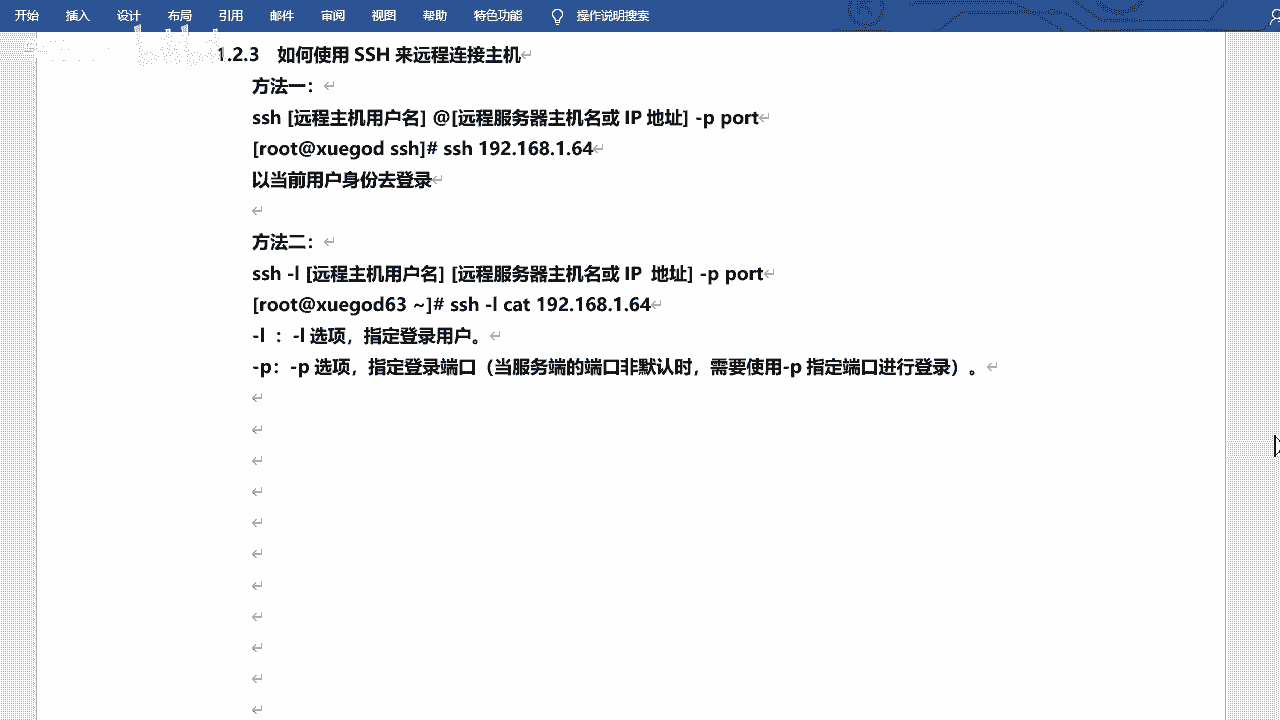 开始 插入 设计 布局 引用 邮件 审阅 视图 帮助 特色功能 操作说明搜索
1.2.3 如何使用 SSH 来远程连接主机
方法一：
ssh [远程主机用户名] @[远程服务器主机名或 IP 地址] -p port
[root@xuegod ssh]# ssh 192.168.1.64
以当前用户身份去登录
方法二：
ssh -l [远程主机用户名] [远程服务器主机名或 IP 地址] -p port
[root@xuegod63 ~]# ssh -l cat 192.168.1.64
-l ：-l 选项，指定登录用户。
-p：-p 选项，指定登录端口（当服务端的端口非默认时，需要使用-p 指定端口进行登录）。